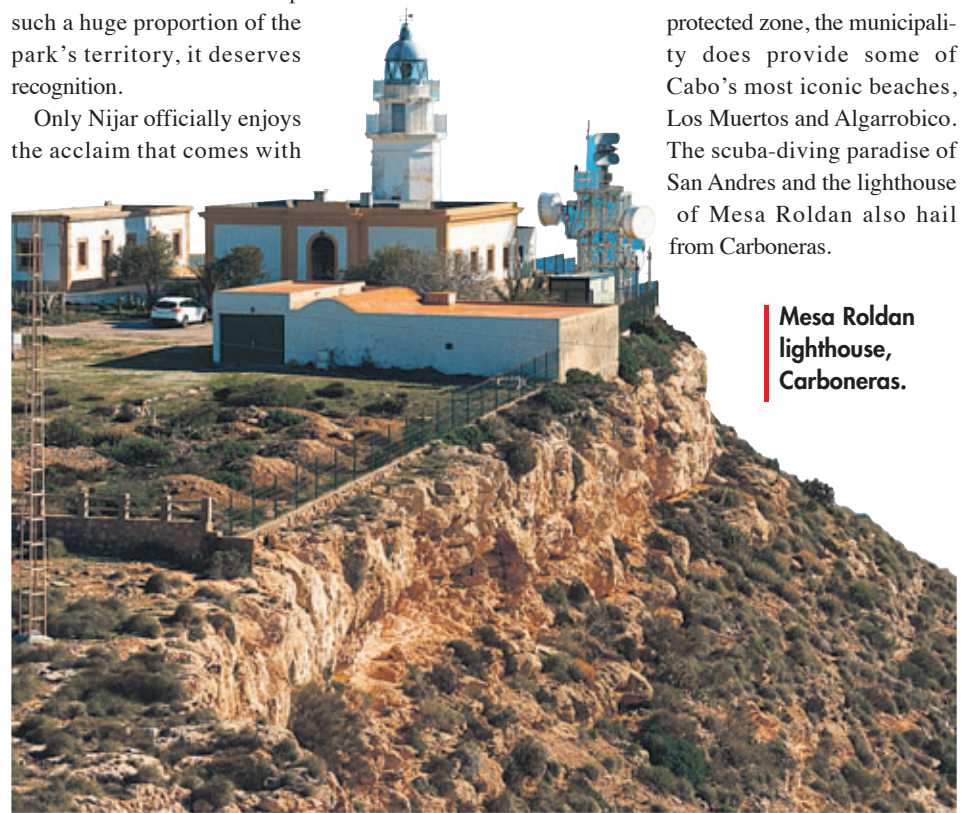 such a huge proportion of the
park's territory, it deserves
recognition.
Only Nijar officially enjoys
the acclaim that comes with
protected zone, the municipali-
ty does provide some of
Cabo's most iconic beaches,
Los Muertos and Algarrobico.
The scuba-diving paradise of
San Andres and the lighthouse
of Mesa Roldan also hail
from Carboneras.
Mesa Roldan
lighthouse,
Carboneras.